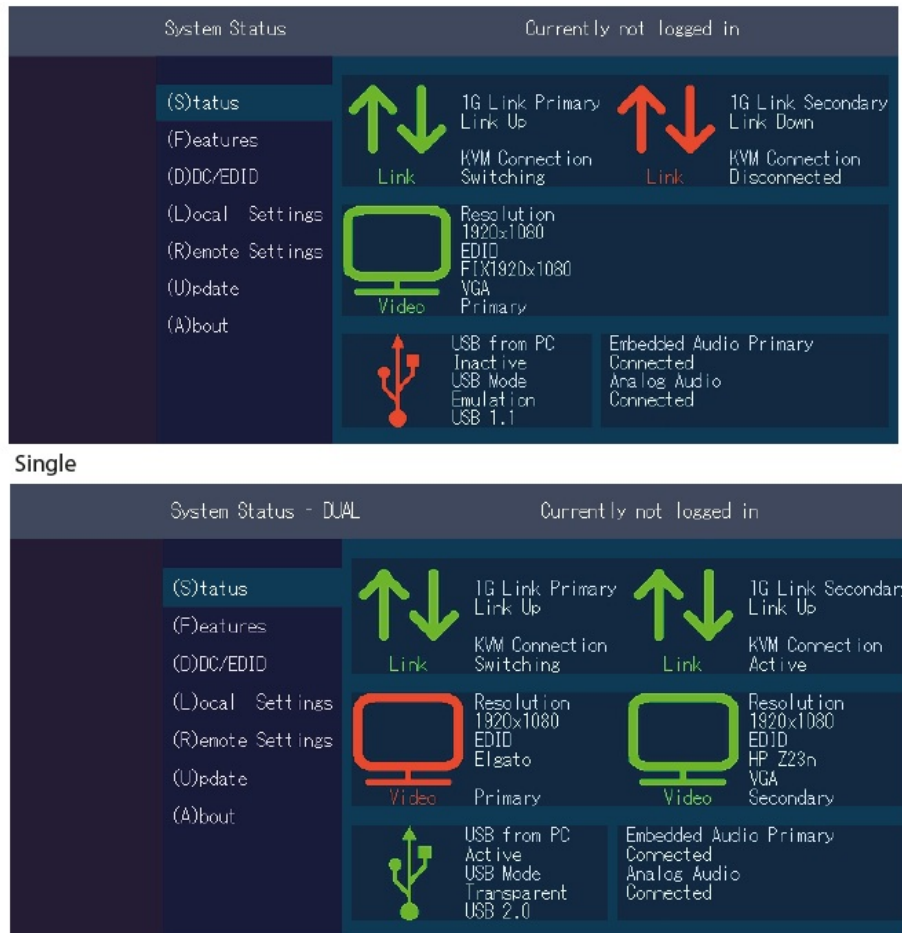 System Status
Currently not logged in
(S)tatus
(F)eatures
(D)DC/EDID
(L)ocal Settings
(R)emote Settings
(U)pdate
(A)bout
Link
1G Link Primary
Link Up
KVM Connection
Switching
Link
1G Link Secondary
Link Down
KVM Connection
Disconnected
Video
Resolution
1920x1080
EDID
FIX1920x1080
VGA
Primary
USB from PC
Inactive
USB Mode
Emulation
USB 1.1
Embedded Audio Primary
Connected
Analog Audio
Connected
Single
System Status - DUAL
Currently not logged in
(S)tatus
(F)eatures
(D)DC/EDID
(L)ocal Settings
(R)emote Settings
(U)pdate
(A)bout
Link
1G Link Primary
Link Up
KVM Connection
Switching
Link
1G Link Secondar
Link Up
KVM Connection
Active
Video
Resolution
1920x1080
EDID
Elgato
Primary
Video
Resolution
1920x1080
EDID
HP Z23n
VGA
Secondary
USB from PC
Active
USB Mode
Transparent
USB 2.0
Embedded Audio Primary
Connected
Analog Audio
Connected